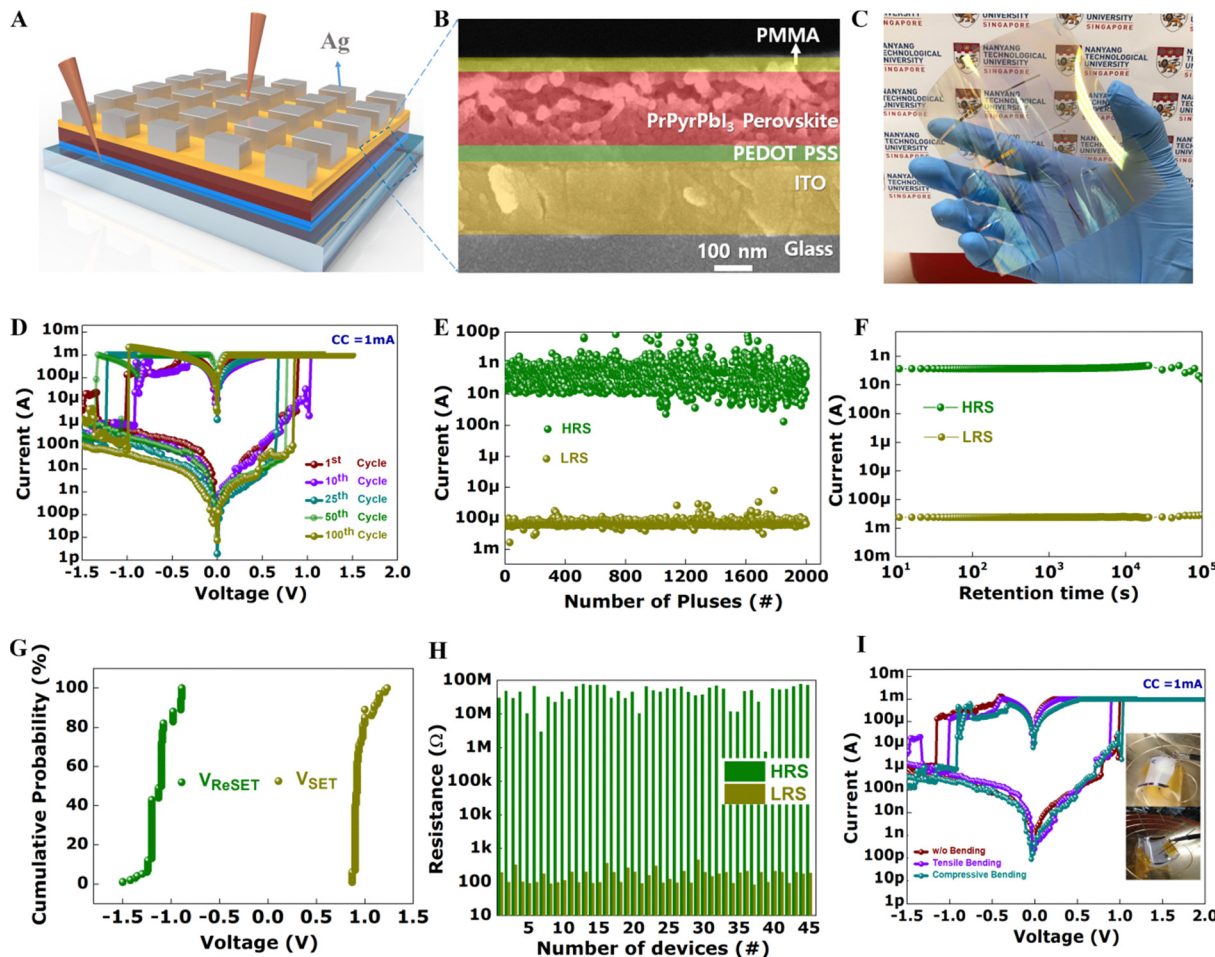 A
Ag
B
PMMA
PrPyrPbI₃ Perovskite
PEDOT PSS
ITO
Glass
100 nm
C
NANYANG
TECHNOLOGICAL
UNIVERSITY
SINGAPORE
D
10m
1m
100µ
10µ
1µ
100n
10n
1n
100p
10p
1p
Current (A)
CC =1mA
1st Cycle
10th Cycle
25th Cycle
50th Cycle
100th Cycle
-1.5 -1.0 -0.5 0.0 0.5 1.0 1.5 2.0
Voltage (V)
E
100p
1n
10n
100n
1µ
10µ
100µ
1m
Current (A)
HRS
LRS
0 400 800 1200 1600 2000
Number of Pluses (#)
F
1n
10n
100n
1µ
10µ
100µ
1m
10m
Current (A)
HRS
LRS
10¹ 10² 10³ 10⁴ 10⁵
Retention time (s)
G
100
80
60
40
20
0
Cumulative Probability (%)
VReSET
VSET
-1.5 -1.0 -0.5 0.0 0.5 1.0 1.5
Voltage (V)
H
100M
10M
1M
100k
10k
1k
100
10
Resistance (Ω)
HRS
LRS
5 10 15 20 25 30 35 40 45
Number of devices (#)
I
10m
1m
100µ
10µ
1µ
100n
10n
1n
100p
10p
1p
Current (A)
CC =1mA
w/o Bending
Tensile Bending
Compressive Bending
-1.5 -1.0 -0.5 0.0 0.5 1.0 1.5 2.0
Voltage (V)